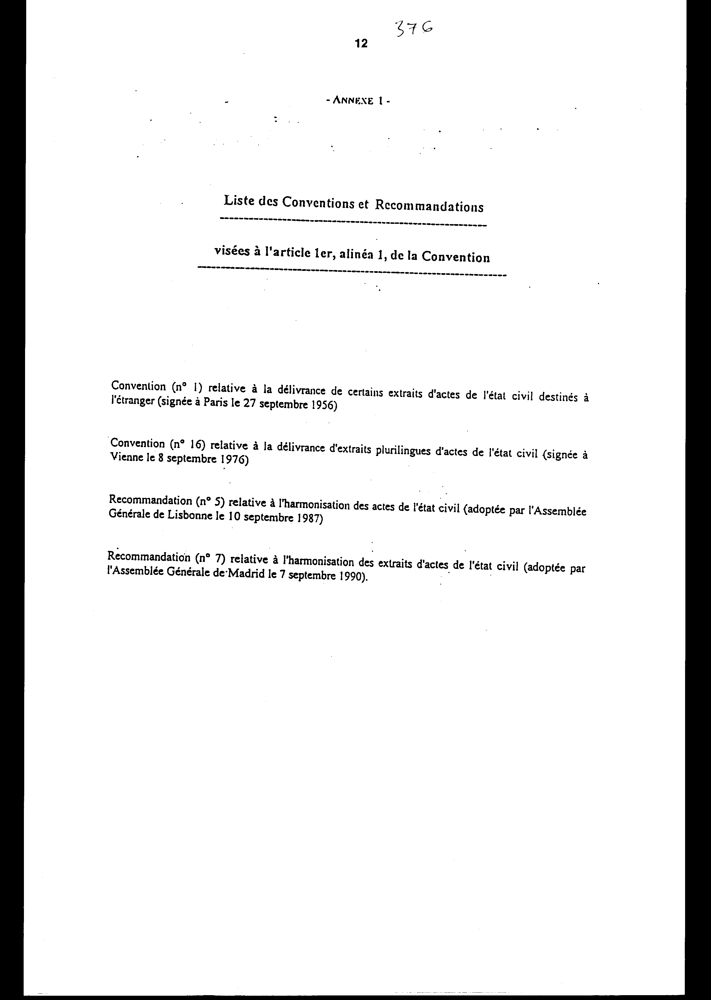 376
12
- ANNEXE 1 -
Liste des Conventions et Recommandations
visées à l'article 1er, alinéa 1, de la Convention
Convention (nº 1) relative à la délivrance de certains extraits d'actes de l'état civil destinés à
l'étranger (signée à Paris le 27 septembre 1956)
Convention (nº 16) relative à la délivrance d'extraits plurilingues d'actes de l'état civil (signée à
Vienne le 8 septembre 1976)
Recommandation (nº 5) relative à l'harmonisation des actes de l'état civil (adoptée par l'Assemblée
Générale de Lisbonne le 10 septembre 1987)
Recommandation (nº 7) relative à l'harmonisation des extraits d'actes de l'état civil (adoptée par
l'Assemblée Générale de Madrid le 7 septembre 1990).